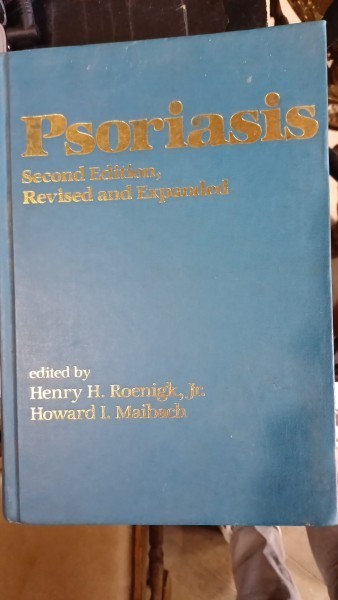 Psoriasis
Second Edition,
Revised and Expanded
edited by
Henry H. Roenigk, Jr.
Howard I. Maibach